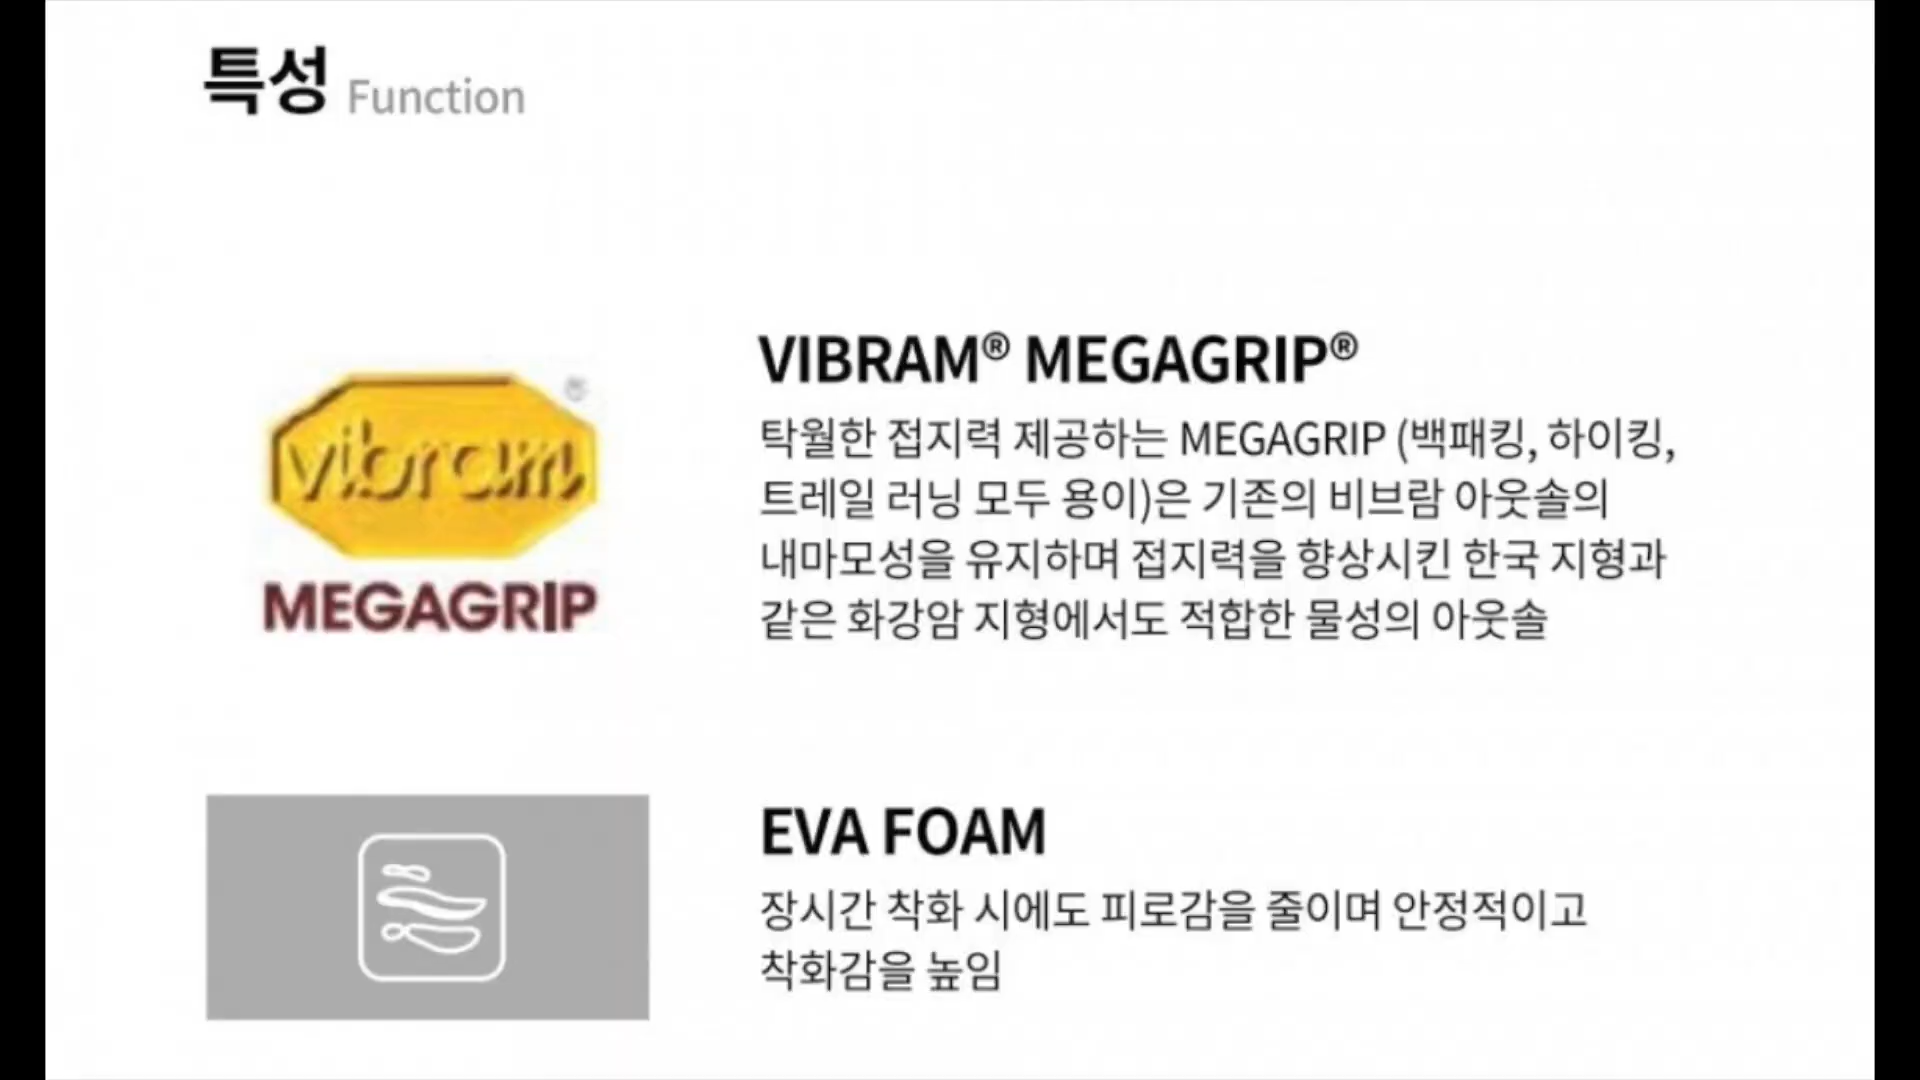 특성 Function
vibram
MEGAGRIP
VIBRAM® MEGAGRIP®
탁월한 접지력 제공하는 MEGAGRIP (백패킹, 하이킹,
트레일 러닝 모두 용이)은 기존의 비브람 아웃솔의
내마모성을 유지하며 접지력을 향상시킨 한국 지형과
같은 화강암 지형에서도 적합한 물성의 아웃솔
EVA FOAM
장시간 착화 시에도 피로감을 줄이며 안정적이고
착화감을 높임